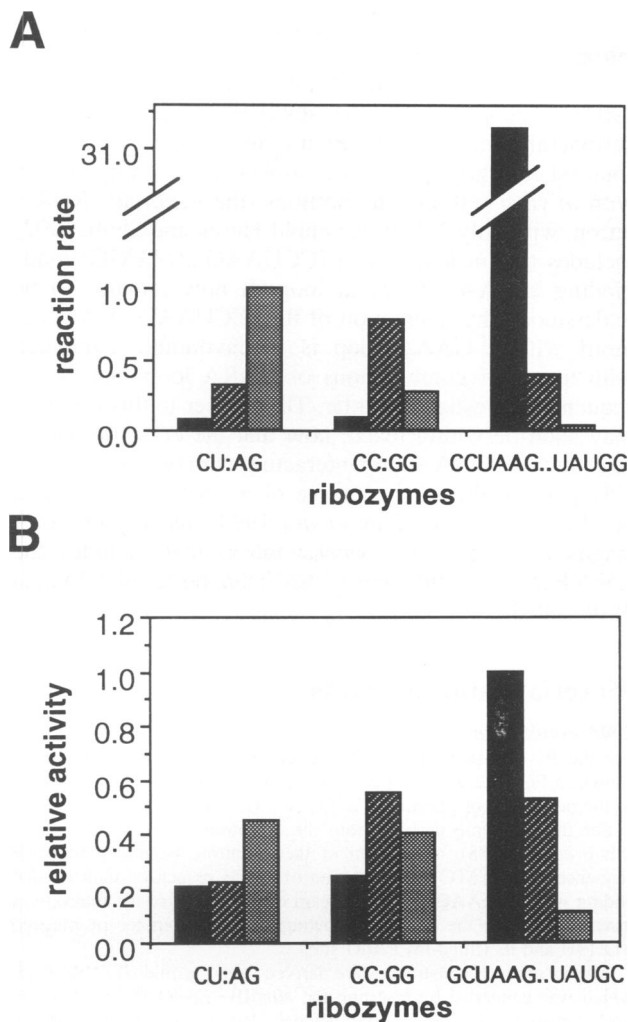 A
reaction rate
31.0
1.0
0.5
0.0
CU:AG CC:GG CCUAAG..UAUGG
ribozymes
B
relative activity
1.2
1.0
0.8
0.6
0.4
0.2
0.0
CU:AG CC:GG GCUAAG..UAUGC
ribozymes